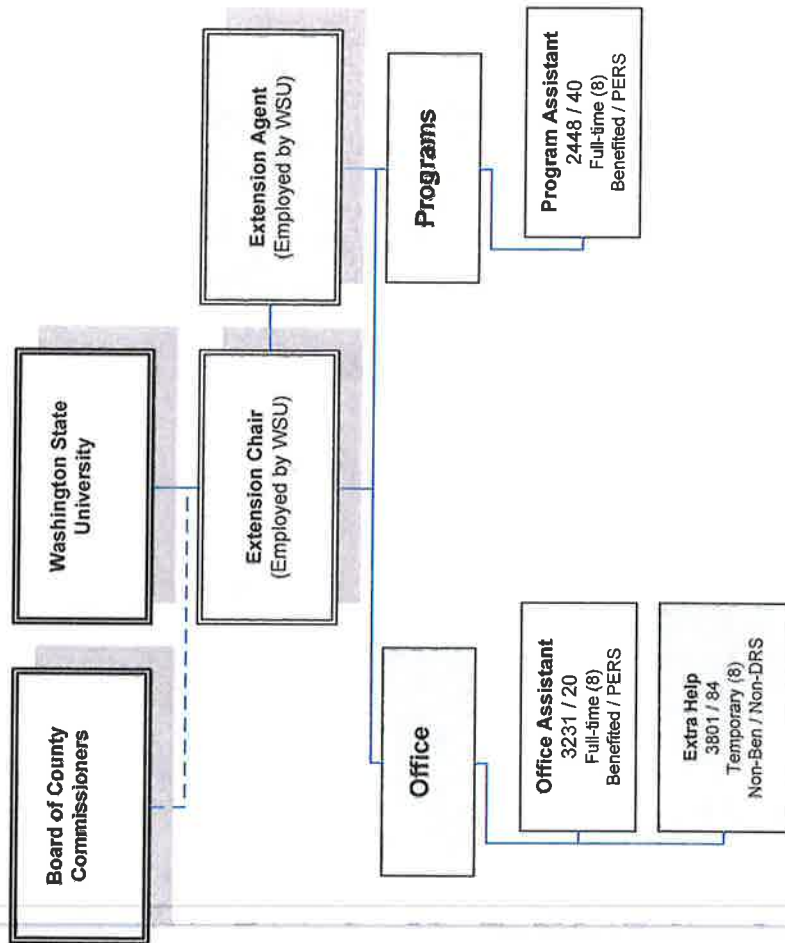 Board of County
Commissioners
Washington State
University
Extension Chair
(Employed by WSU)
Extension Agent
(Employed by WSU)
Office
Programs
Office Assistant
3231 / 20
Full-time (8)
Benefited / PERS
Extra Help
3801 / 84
Temporary (8)
Non-Ben / Non-DRS
Program Assistant
2448 / 40
Full-time (8)
Benefited / PERS